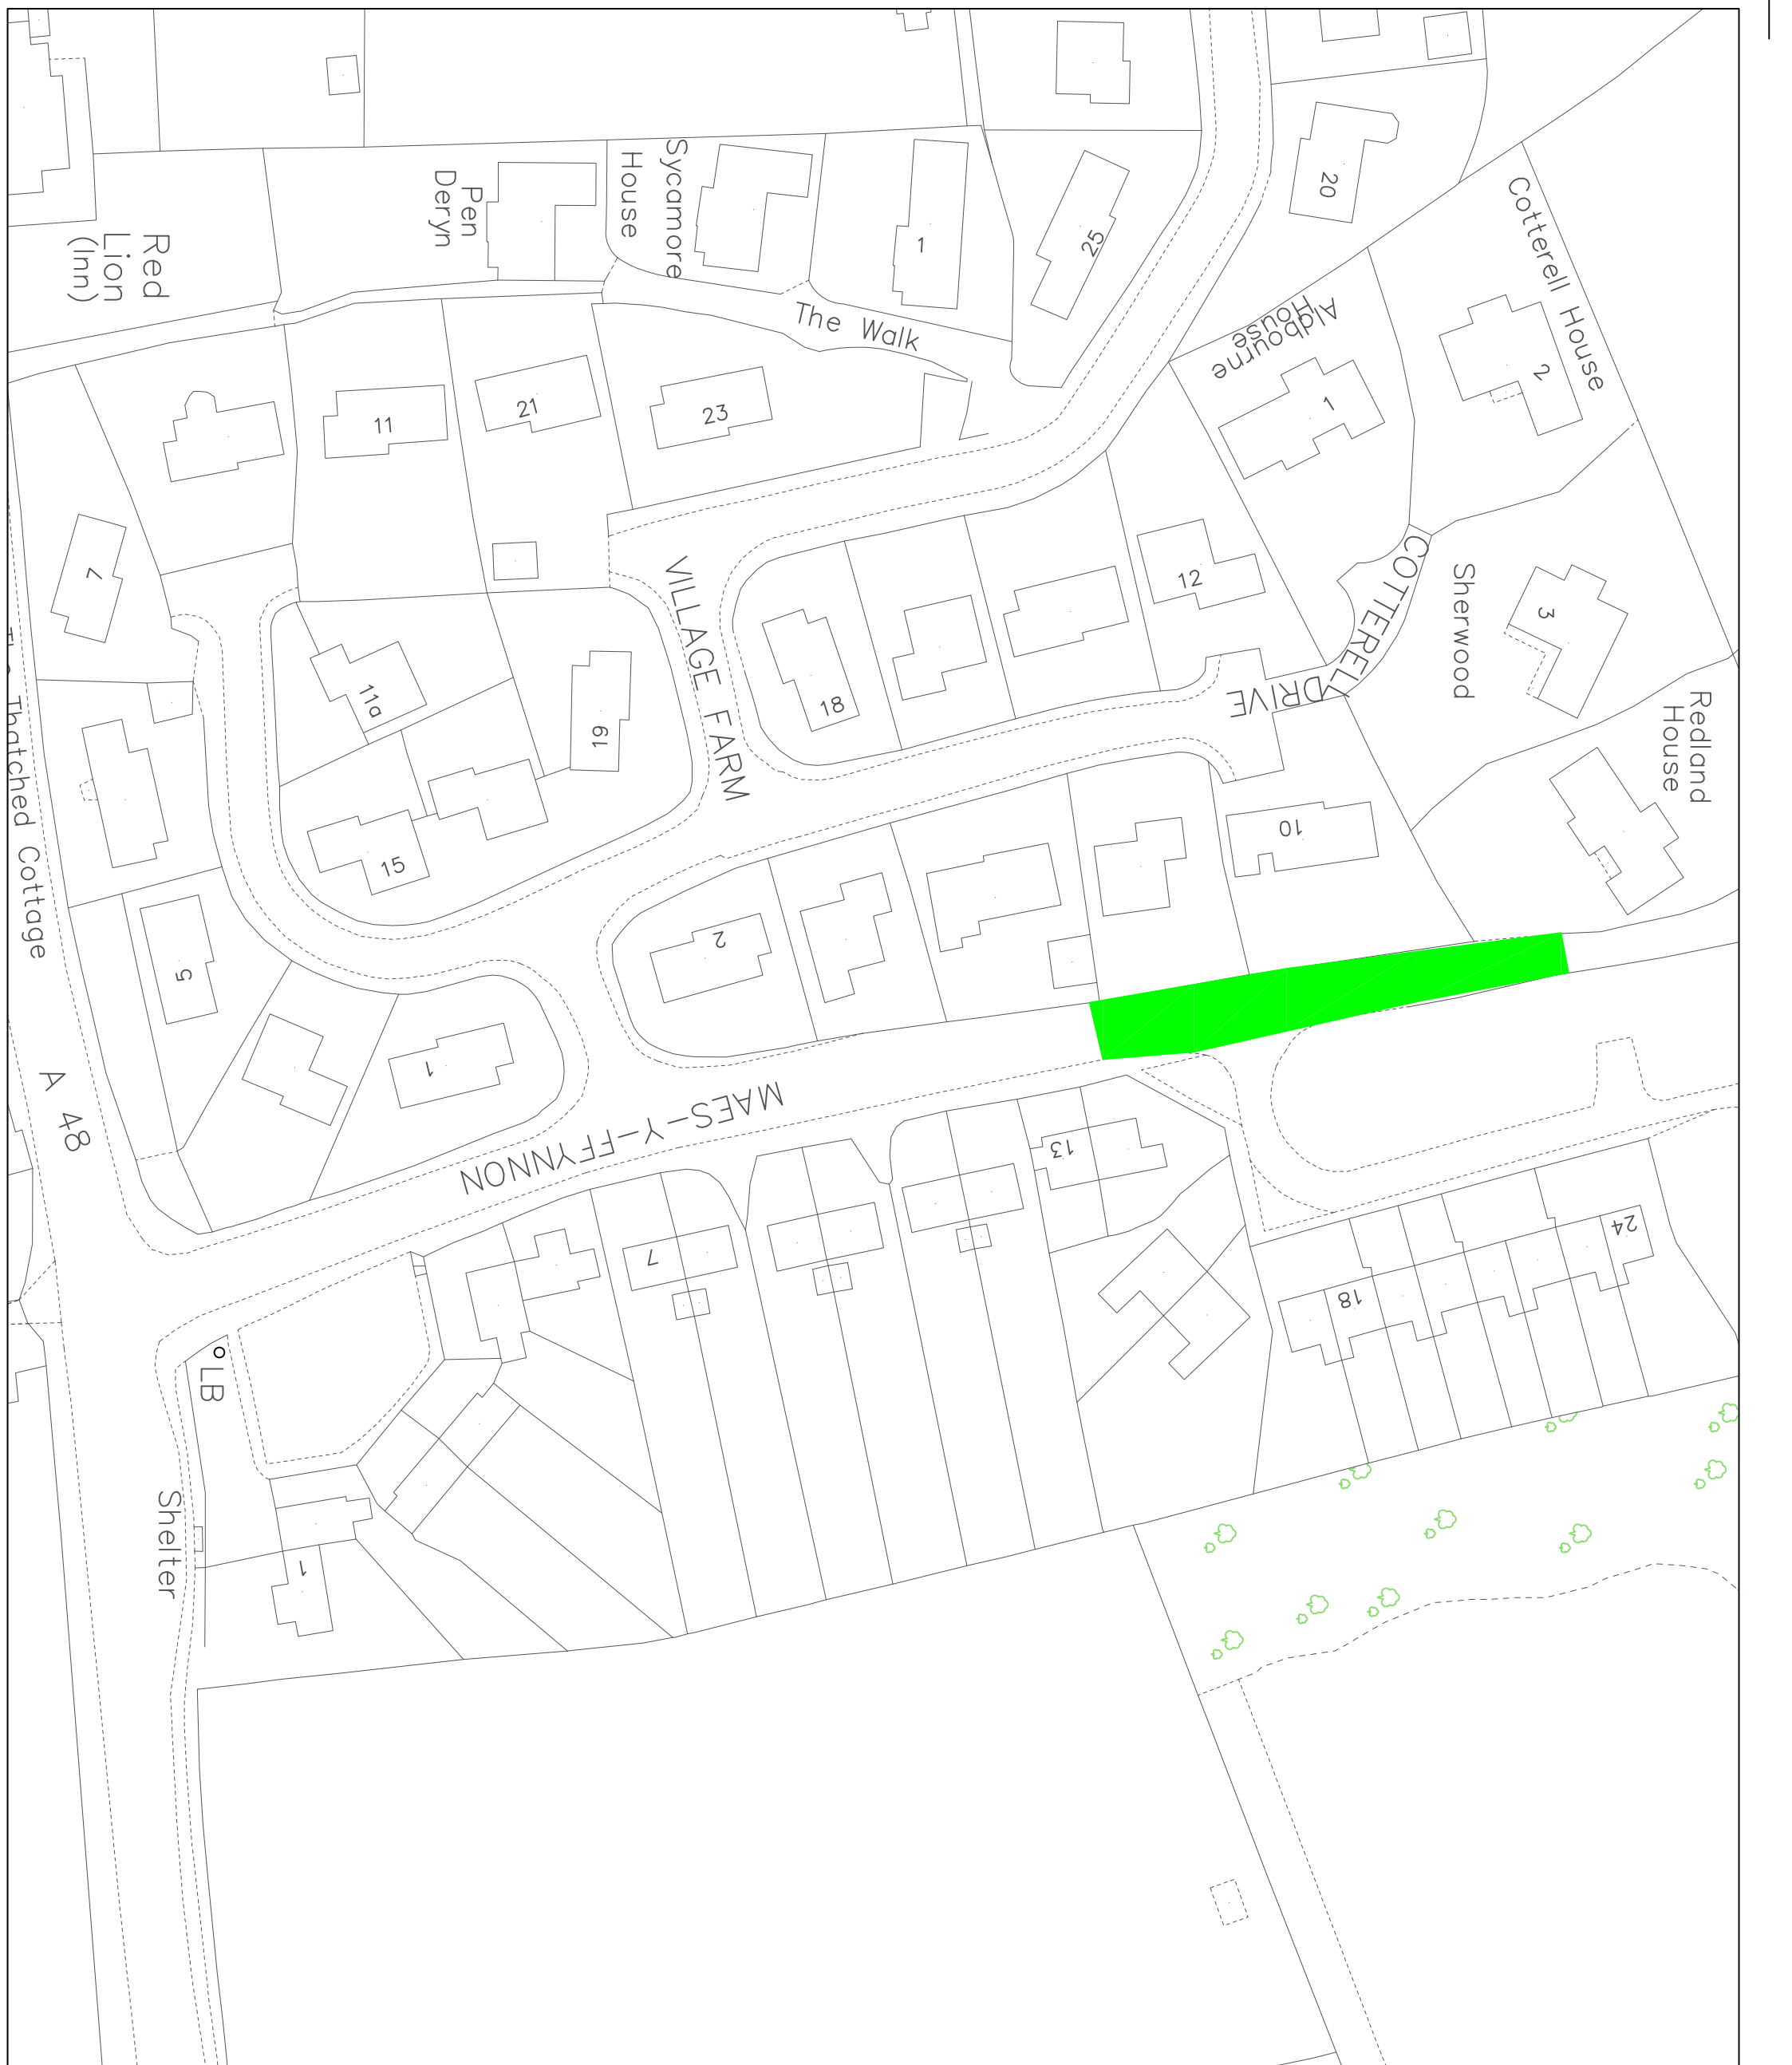 Red
Lion
(Inn)
Pen
Deryn
Sycamore
House
1
25
20
Cotterell House
The Walk
Aldbourne
House
1
2
11
21
23
7
12
COTTERELL
DRIVE
Sherwood
3
Redland
House
VILLAGE FARM
18
11a
19
15
10
2
Thatched Cottage
5
1
A 48
MAES-Y-FFYNNON
13
7
24
18
LB
Shelter
1